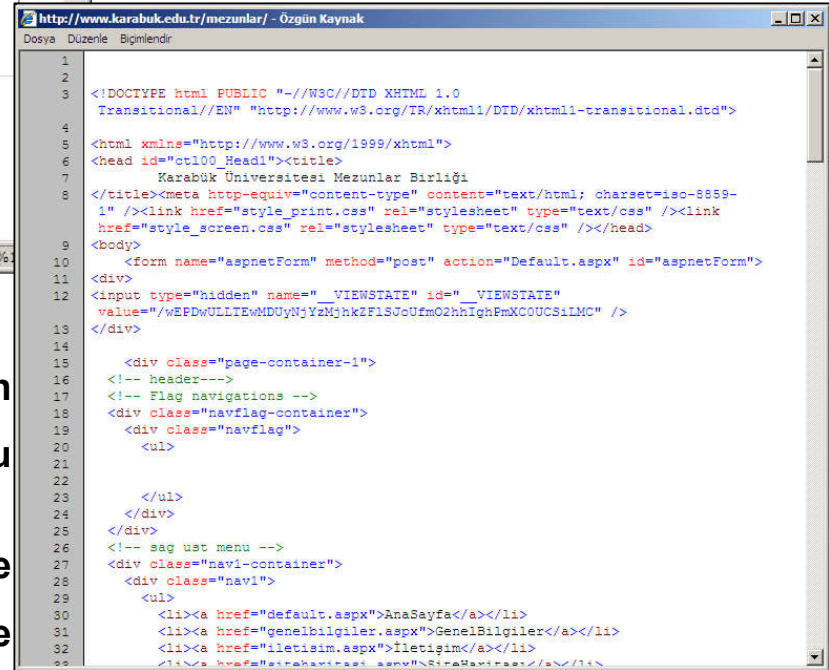 http://www.karabuk.edu.tr/mezunlar/ - Özgün Kaynak
Dosya Düzenle Biçimlendir
1
2
3 <!DOCTYPE html PUBLIC "-//W3C//DTD XHTML 1.0
Transitional//EN" "http://www.w3.org/TR/xhtml1/DTD/xhtml1-transitional.dtd">
4
5 <html xmlns="http://www.w3.org/1999/xhtml">
6 <head id="ctl00_Head1"><title>
7 Karabük Üniversitesi Mezunlar Birliği
8 </title><meta http-equiv="content-type" content="text/html; charset=iso-8859-
1" /><link href="style_print.css" rel="stylesheet" type="text/css" /><link
href="style_screen.css" rel="stylesheet" type="text/css" /></head>
9 <body>
10 <form name="aspnetForm" method="post" action="Default.aspx" id="aspnetForm">
11 <div>
12 <input type="hidden" name="__VIEWSTATE" id="__VIEWSTATE"
value="/wEPDwULLTEwMDUyNjYzMjhkZFlSJoUfmO2hhIghPmXC0UCSiLMC" />
13 </div>
14
15 <div class="page-container-1">
16 <!-- header--->
17 <!-- Flag navigations -->
18 <div class="navflag-container">
19 <div class="navflag">
20 <ul>
21
22
23 </ul>
24 </div>
25 </div>
26 <!-- sag ust menu -->
27 <div class="nav1-container">
28 <div class="nav1">
29 <ul>
30 <li><a href="default.aspx">AnaSayfa</a></li>
31 <li><a href="genelbilgiler.aspx">GenelBilgiler</a></li>
32 <li><a href="iletisim.aspx">İletişim</a></li>
33 <li><a href="siteharitasi.aspx">SiteHaritası</a></li>